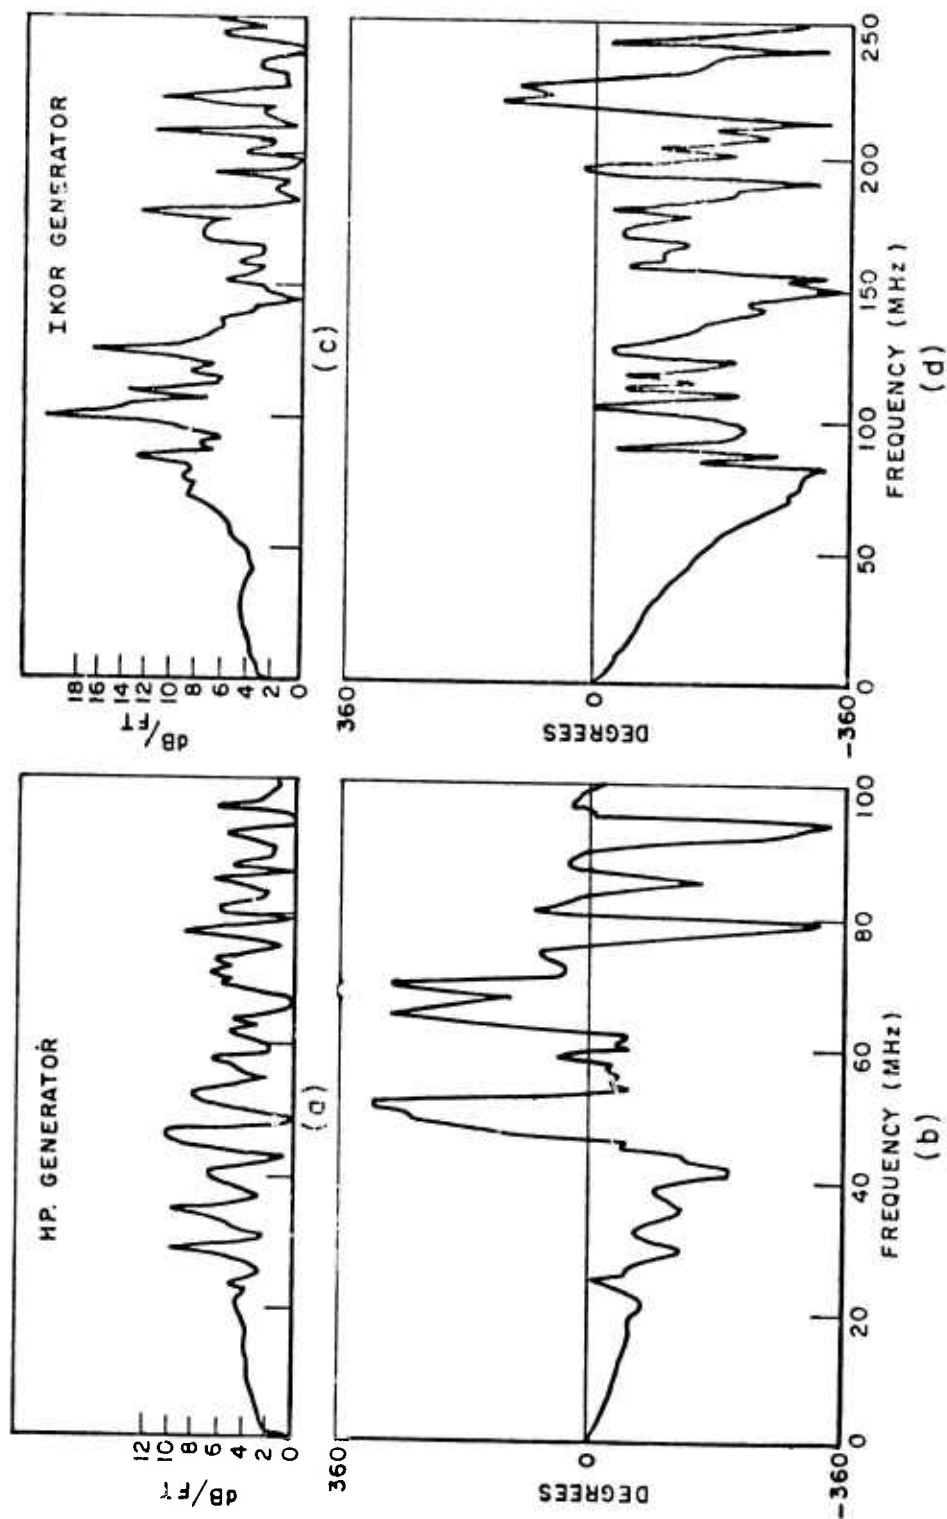 HP. GENERATOR
12
10
8
6
4
2
0
dB/FT
(a)
360
0
-360
DEGREES
0
20
40
60
80
100
FREQUENCY (MHz)
(b)
IKOR GENERATOR
18
16
14
12
10
8
6
4
2
0
dB/
FT
(c)
360
0
-360
DEGREES
0
50
100
150
200
250
FREQUENCY (MHz)
(d)